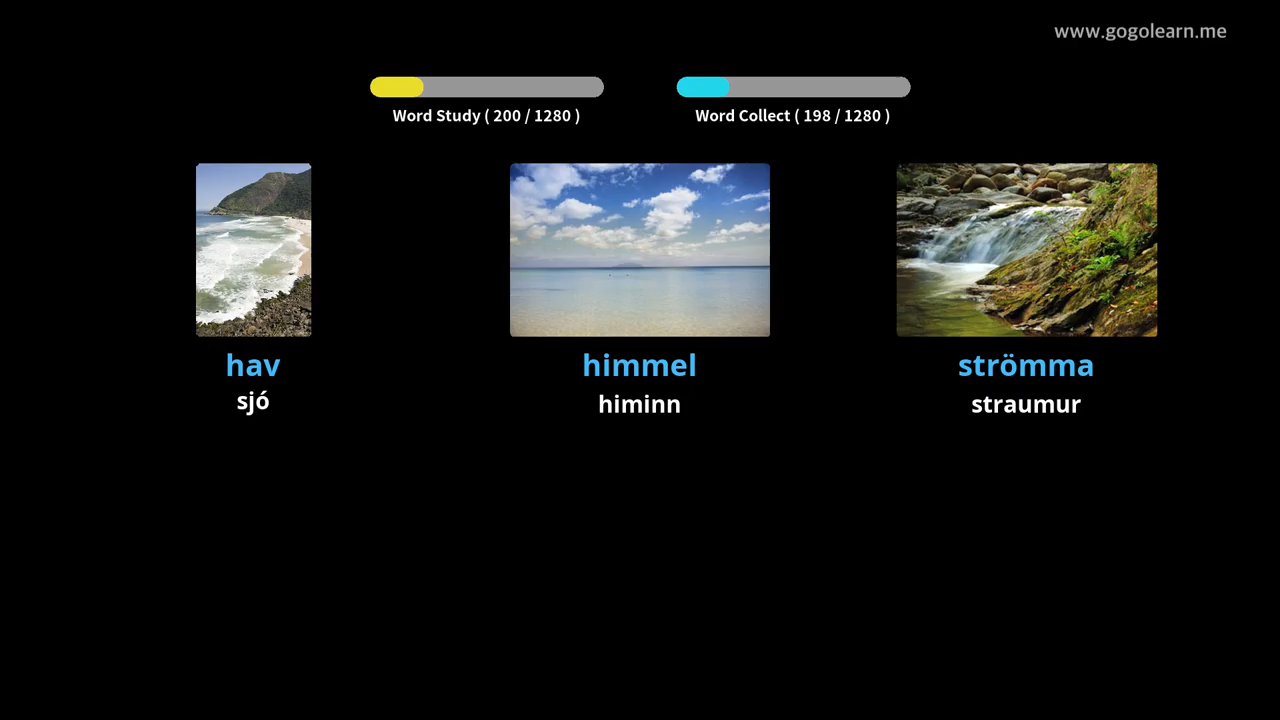 www.gogolearn.me
Word Study ( 200 / 1280 )
Word Collect ( 198 / 1280 )
hav
sjó
himmel
himinn
strömma
straumur